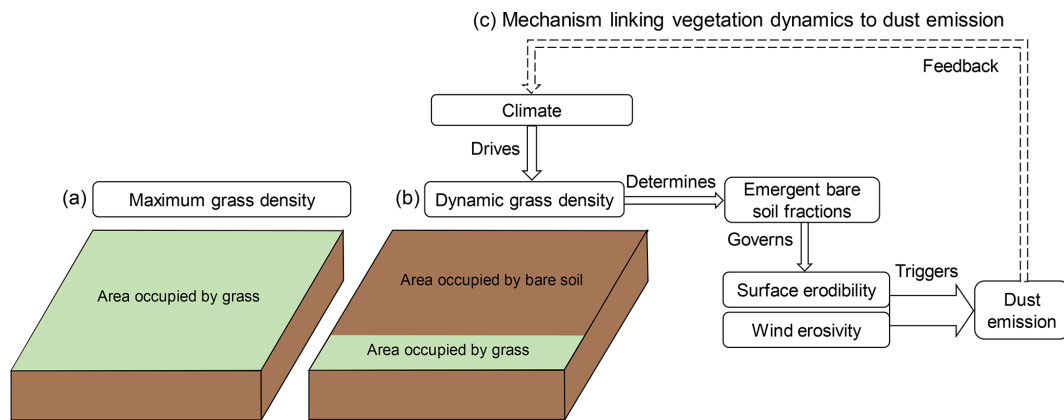 (c) Mechanism linking vegetation dynamics to dust emission
Feedback
Climate
Drives
(a)
Maximum grass density
(b)
Dynamic grass density
Determines
Emergent bare
soil fractions
Governs
Area occupied by grass
Area occupied by bare soil
Area occupied by grass
Surface erodibility
Wind erosivity
Triggers
Dust
emission